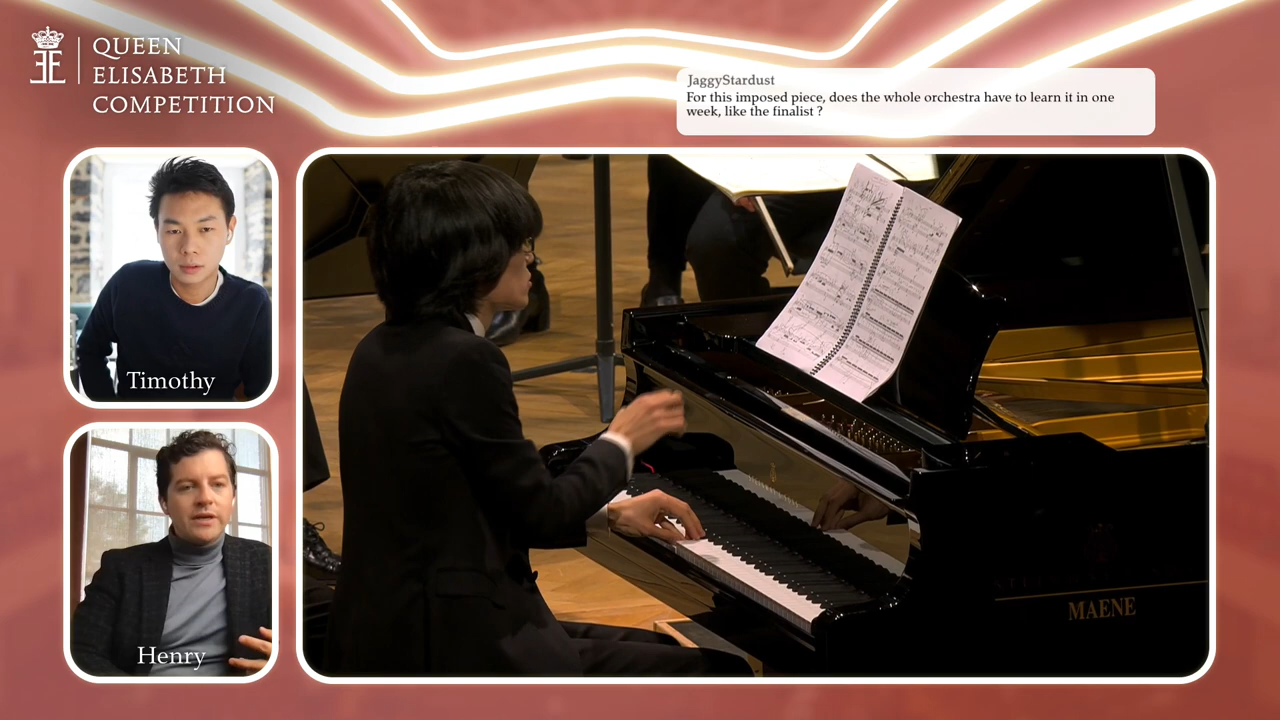 QUEEN
ELISABETH
COMPETITION
JaggyStardust
For this imposed piece, does the whole orchestra have to learn it in one
week, like the finalist ?
Timothy
Henry
MAENE